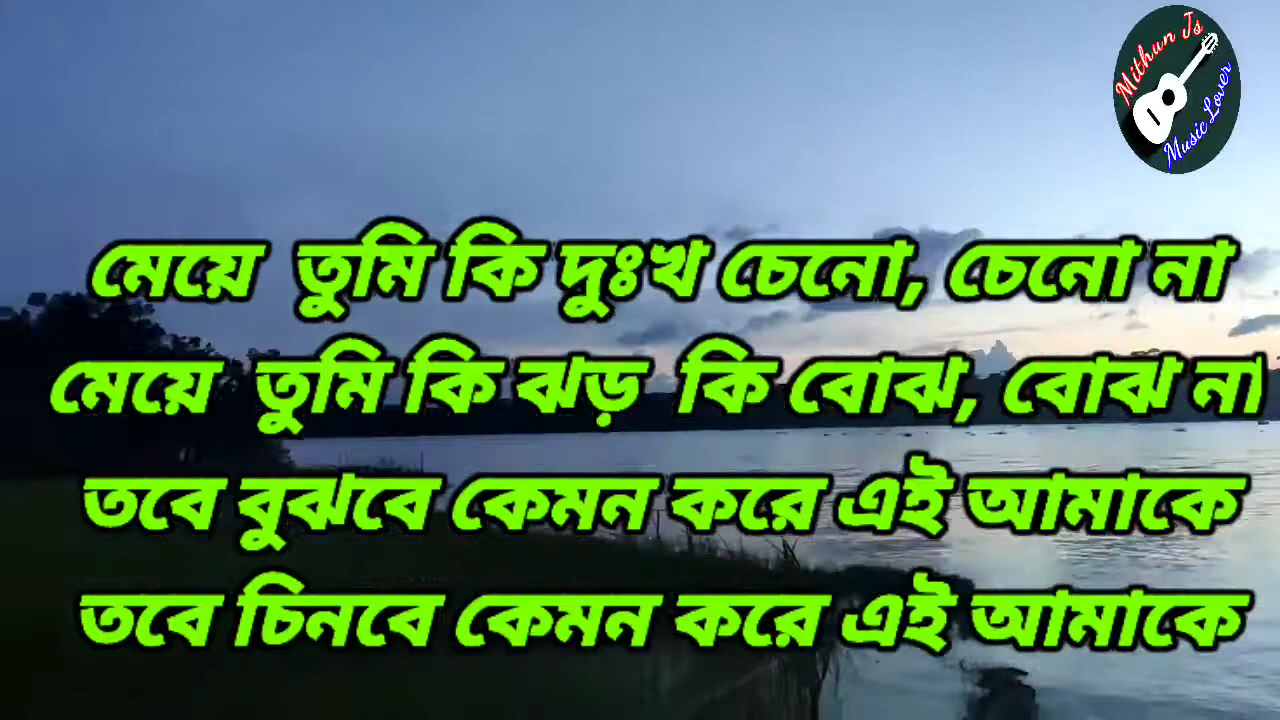 Mithun Js
Music Lover
মেয়ে তুমি কি দুঃখ চেনো, চেনো না
মেয়ে তুমি কি ঝড় কি বোঝ, বোঝ না
তবে বুঝবে কেমন করে এই আমাকে
তবে চিনবে কেমন করে এই আমাকে